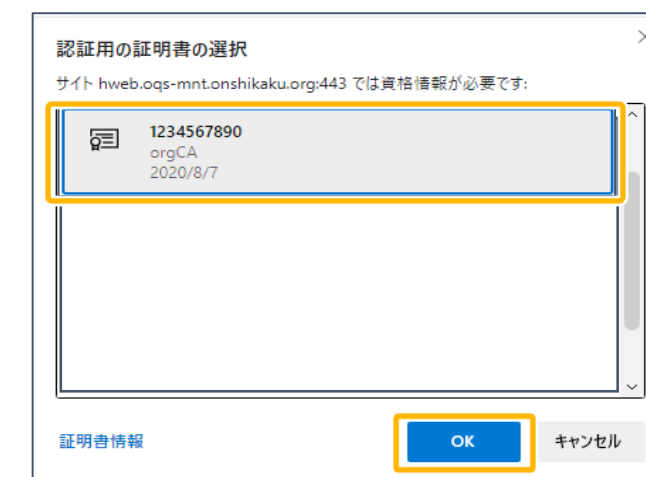 認証用の証明書の選択
サイト hweb.oqs-mnt.onshikaku.org:443 では資格情報が必要です:
1234567890
orgCA
2020/8/7
証明書情報
OK
キャンセル